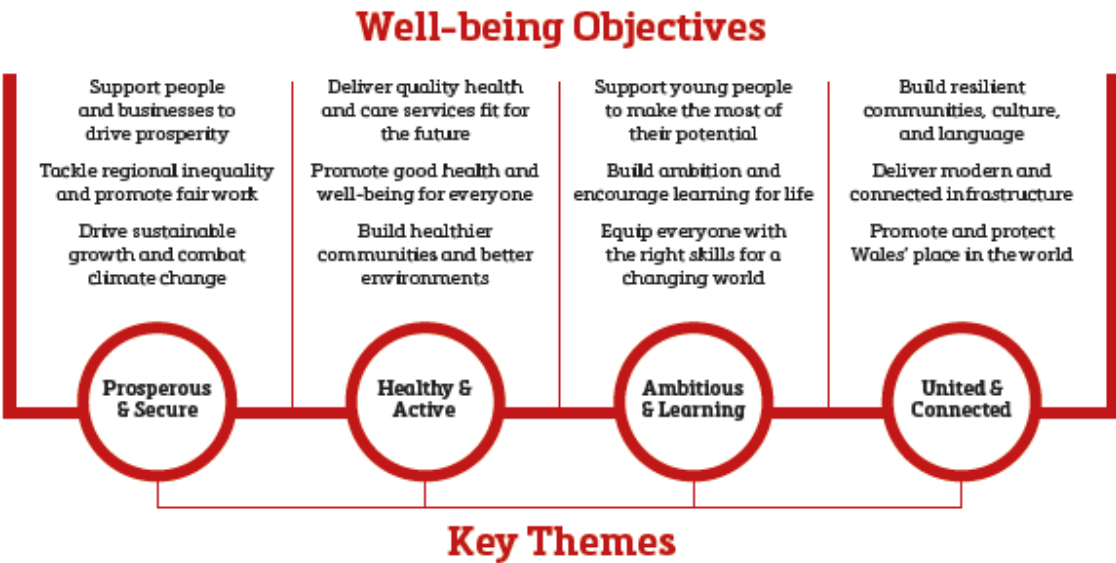 Well-being Objectives
Support people
and businesses to
drive prosperity
Tackle regional inequality
and promote fair work
Drive sustainable
growth and combat
climate change
Deliver quality health
and care services fit for
the future
Promote good health and
well-being for everyone
Build healthier
communities and better
environments
Support young people
to make the most of
their potential
Build ambition and
encourage learning for life
Equip everyone with
the right skills for a
changing world
Build resilient
communities, culture,
and language
Deliver modern and
connected infrastructure
Promote and protect
Wales' place in the world
Prosperous
& Secure
Healthy &
Active
Ambitious
& Learning
United &
Connected
Key Themes